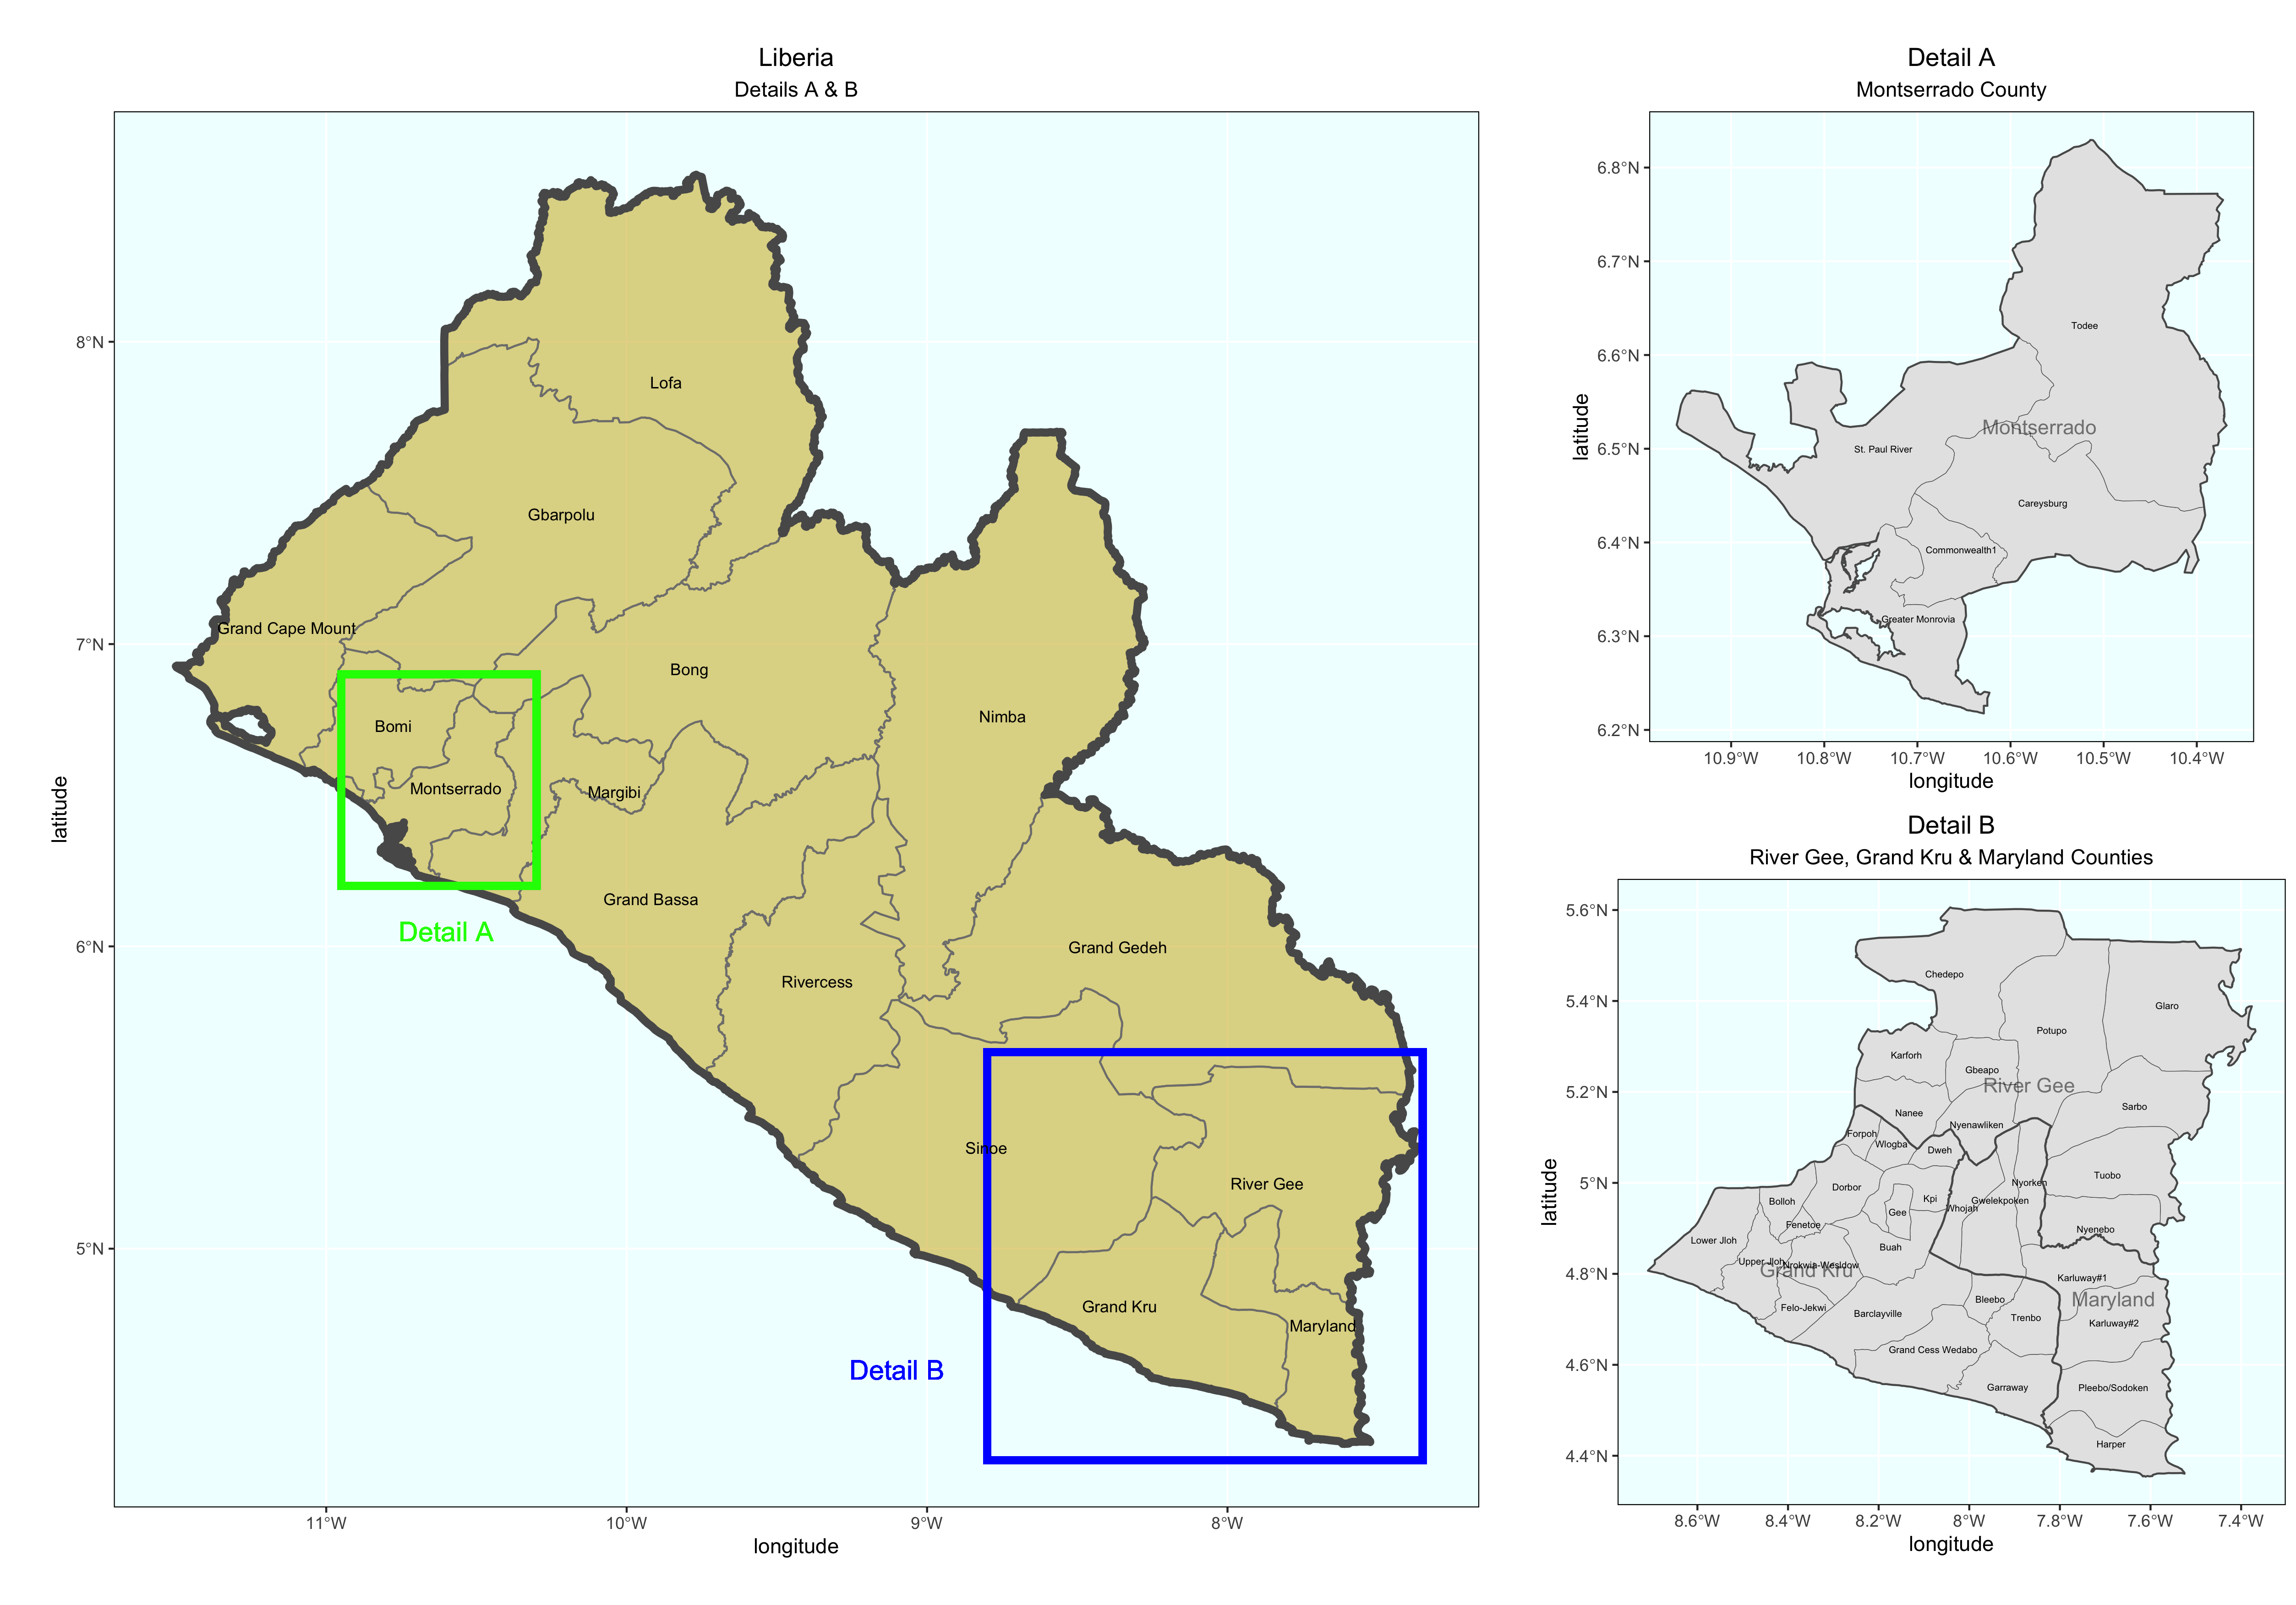 Liberia
Details A & B
8°N
7°N
6°N
5°N
latitude
Lofa
Gbarpolu
Grand Cape Mount
Bong
Nimba
Bomi
Montserrado
Margibi
Grand Bassa
Detail A
Grand Gedeh
Rivercess
Sinoe
River Gee
Grand Kru
Maryland
Detail B
11°W 10°W 9°W 8°W
longitude
Detail A
Montserrado County
6.8°N
6.7°N
6.6°N
6.5°N
6.4°N
6.3°N
6.2°N
latitude
Todee
Montserrado
St. Paul River
Careysburg
Commonwealth1
Greater Monrovia
10.9°W 10.8°W 10.7°W 10.6°W 10.5°W 10.4°W
longitude
Detail B
River Gee, Grand Kru & Maryland Counties
5.6°N
5.4°N
5.2°N
5°N
4.8°N
4.6°N
4.4°N
latitude
Chedepo
Glaro
Potupo
Karforh
Gbeapo
River Gee
Sarbo
Nanee
Nyenawliken
Forpoh
Wlogba
Dweh
Tuobo
Nyorken
Dorbor
Kpi
Gwelekpoken
Bolloh
Whojah
Gee
Fenetoe
Nyenebo
Lower Jloh
Buah
Upper Jloh
Nrokwia-Wesldow
Grand Kru
Karluway#1
Maryland
Bleebo
Felo-Jekwi
Barclayville
Trenbo
Karluway#2
Grand Cess Wedabo
Garraway
Pleebo/Sodoken
Harper
8.6°W 8.4°W 8.2°W 8°W 7.8°W 7.6°W 7.4°W
longitude